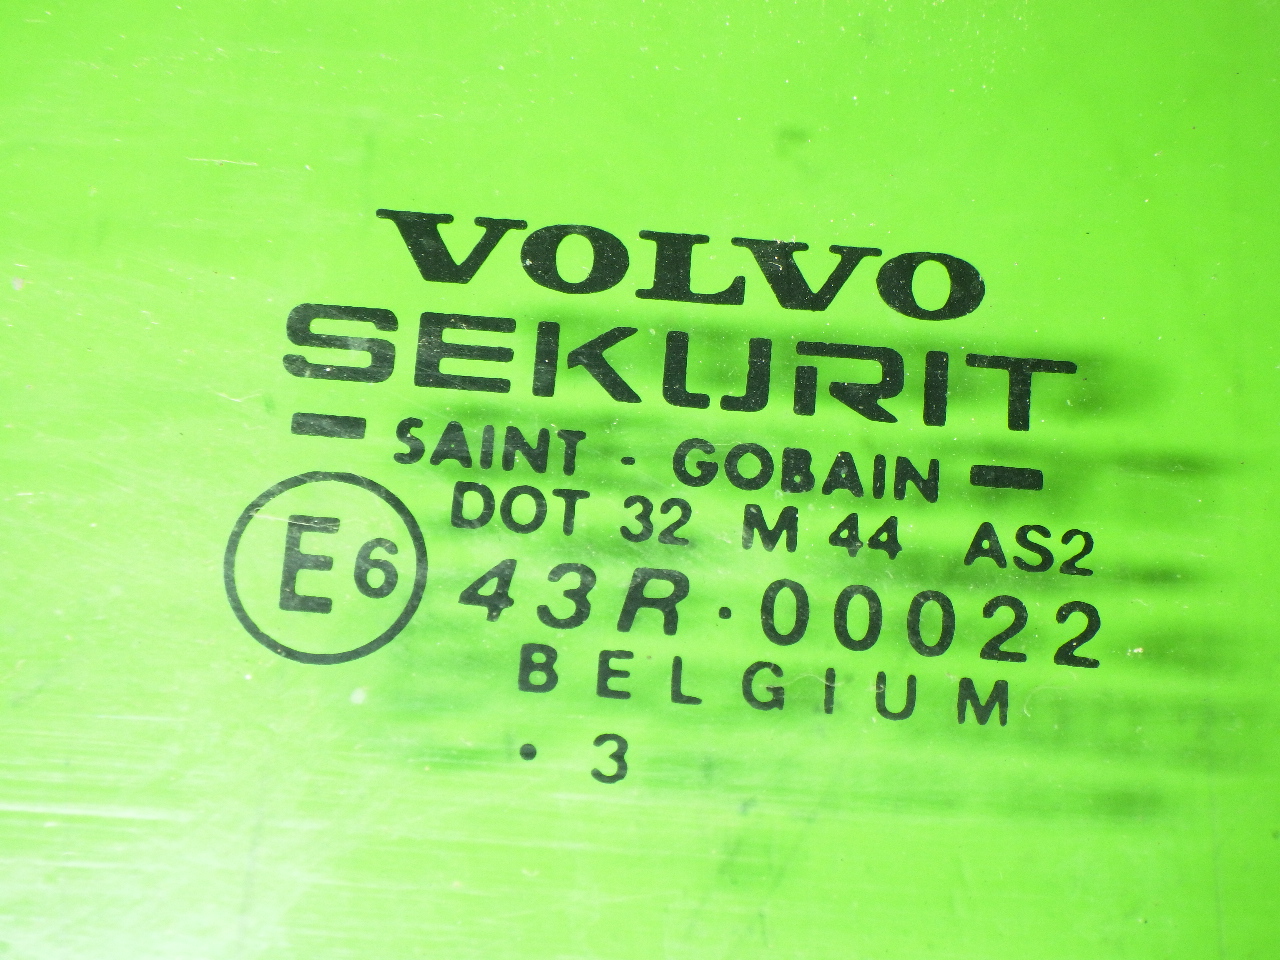 VOLVO
SEKURIT
- SAINT - GOBAIN -
DOT 32 M 44 AS2
E6 43R·00022
BELGIUM
· 3